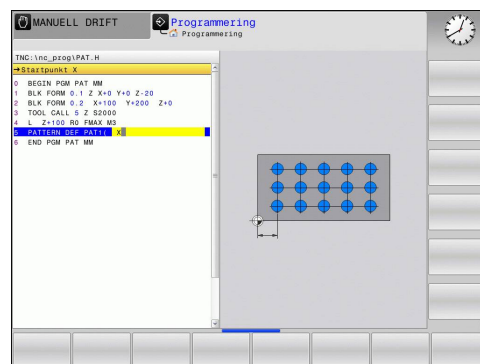 MANUELL DRIFT
Programmering
Programmering
TNC:\nc_prog\PAT.H
→Startpunkt X
0 BEGIN PGM PAT MM
1 BLK FORM 0.1 Z X+0 Y+0 Z-20
2 BLK FORM 0.2 X+100 Y+200 Z+0
3 TOOL CALL 5 Z S2000
4 L Z+100 R0 FMAX M3
5 PATTERN DEF PAT1( X
6 END PGM PAT MM